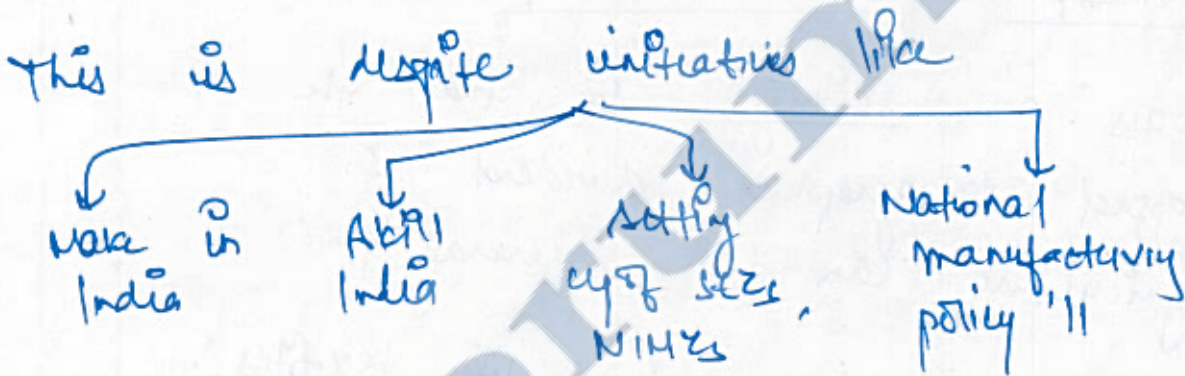 This is despite initiatives like
Make in India
Skill India
Setting up of SEZs, NIMZs
National manufacturing policy '11